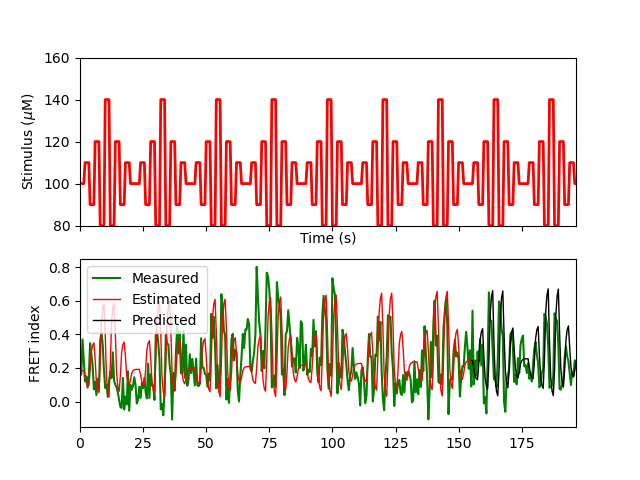 160
140
120
100
80
Stimulus (μM)
Time (s)
0.8
0.6
0.4
0.2
0.0
FRET index
Measured
Estimated
Predicted
0 25 50 75 100 125 150 175